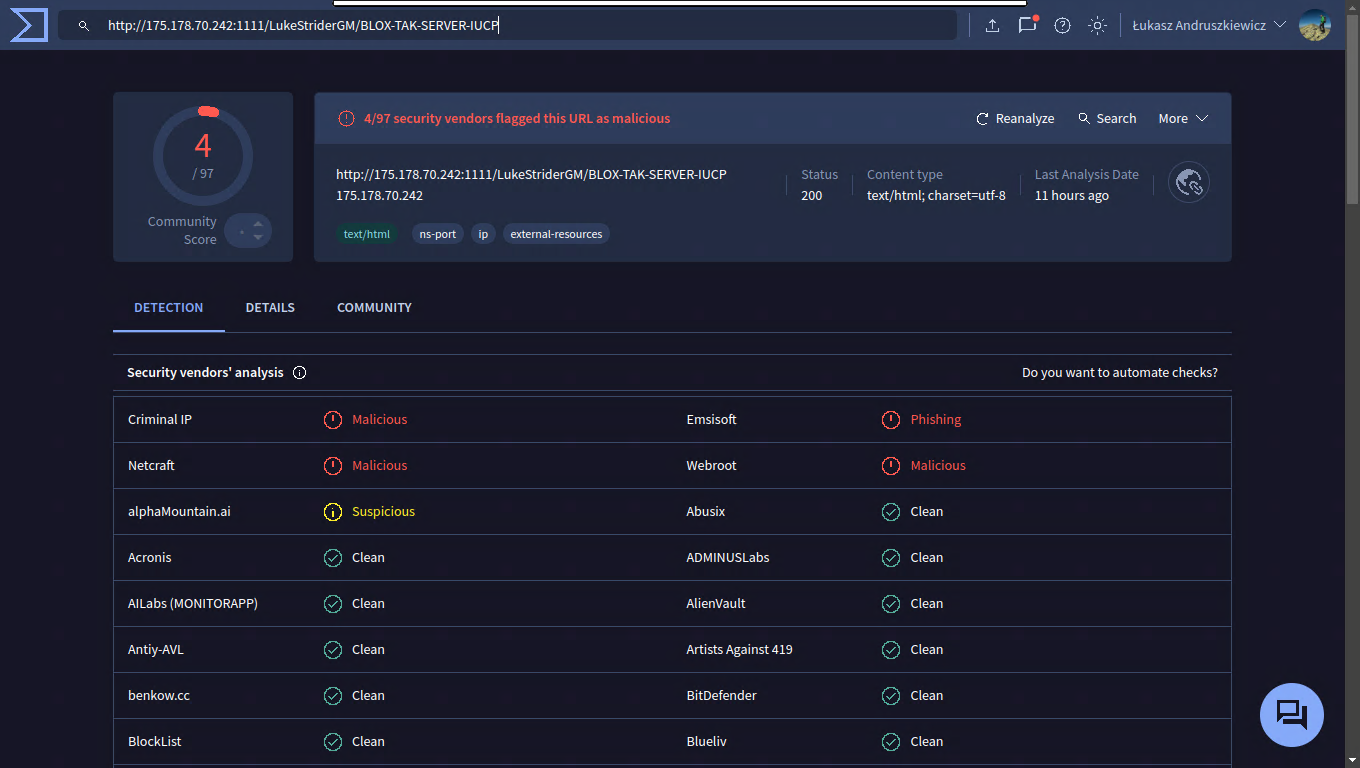 http://175.178.70.242:1111/LukeStriderGM/BLOX-TAK-SERVER-IUCP
Łukasz Andruszkiewicz
4
/ 97
Community
Score
4/97 security vendors flagged this URL as malicious
Reanalyze Search More
http://175.178.70.242:1111/LukeStriderGM/BLOX-TAK-SERVER-IUCP
175.178.70.242
Status
200
Content type
text/html; charset=utf-8
Last Analysis Date
11 hours ago
text/html ns-port ip external-resources
DETECTION DETAILS COMMUNITY
Security vendors' analysis Do you want to automate checks?
Criminal IP Malicious Emsisoft Phishing
Netcraft Malicious Webroot Malicious
alphaMountain.ai Suspicious Abusix Clean
Acronis Clean ADMINUSLabs Clean
AILabs (MONITORAPP) Clean AlienVault Clean
Antiy-AVL Clean Artists Against 419 Clean
benkow.cc Clean BitDefender Clean
BlockList Clean Blueliv Clean